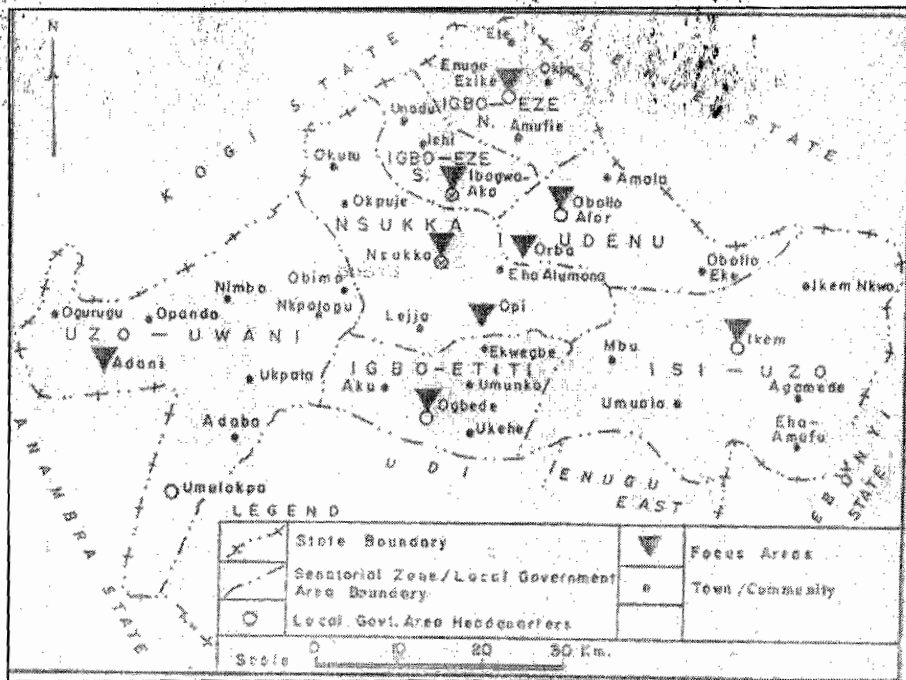 N
Ete
BENUE STATE
Enugu
Ezike
Okpo
KOGI STATE
IGBO-EZE
N.
Unadu
Amufie
Ichi
IGBO-EZE
S.
Ibagwa-
Aka
Okutu
Amala
Okpuje
Obollo
Afor
NSUKKA
UDENU
Nsukka
Orba
Eha Alumona
Obollo
Eke
Ikem Nkwo
Obimo
Nimbo
Nkpologu
Ogurugu
Opanda
Lejja
Opi
UZO-UWANI
Ikem
Ekwegbe
Mbu
Adani
IGBO-ETITI
ISI-UZO
Ukpata
Aku
Umunko
Agamede
Ogbede
Umualo
Adaba
Ukehe
Eha-
Amufu
ANAMBRA STATE
UDI
ENUGU
EAST
EBONYI
STATE
Umulokpa
LEGEND
State Boundary
Focus Areas
Senatorial Zone/Local Government
Area Boundary
Town/Community
Local Govt. Area Headquarters
Scale 0 10 20 30 Km.